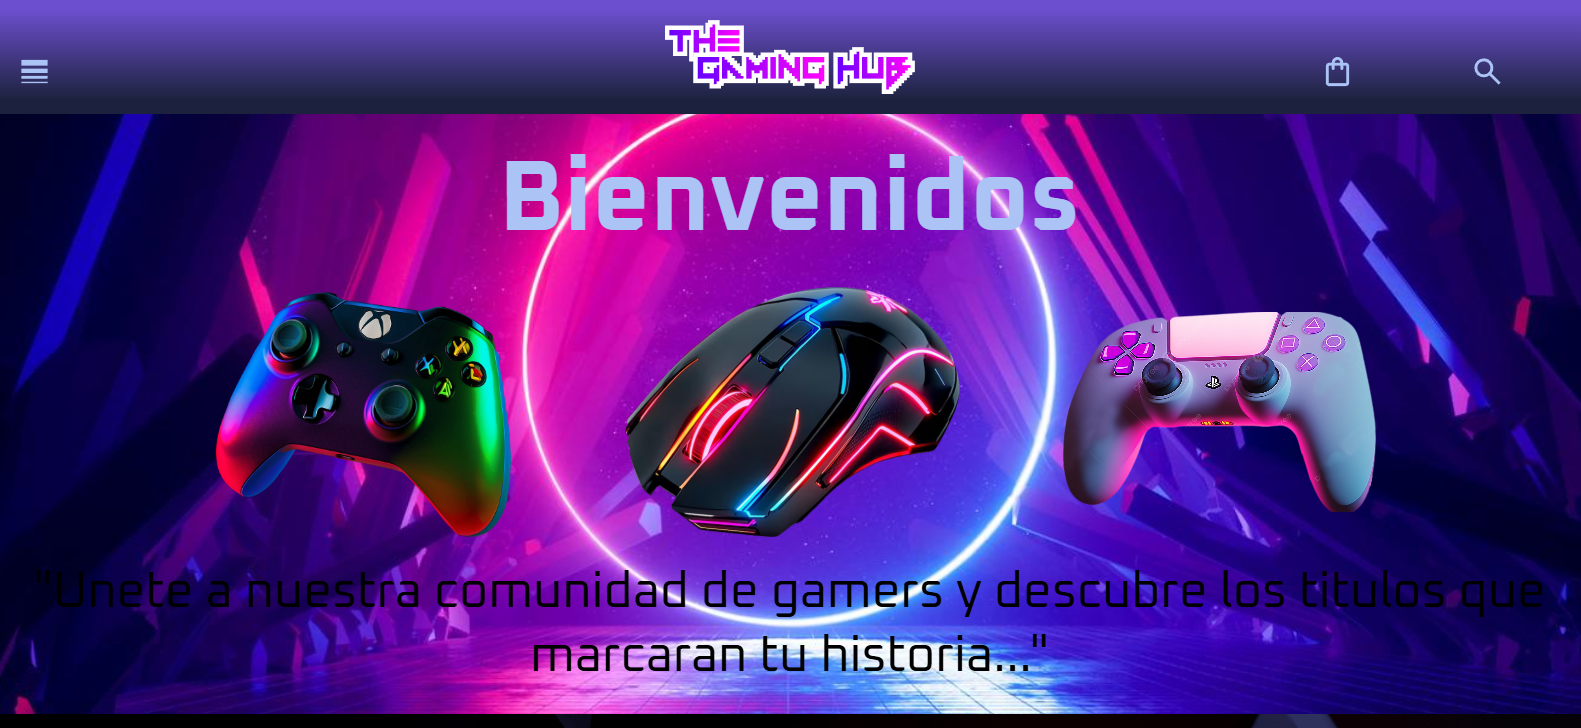 THE
GAMING HUB
Bienvenidos
"Unete a nuestra comunidad de gamers y descubre los titulos que
marcaran tu historia..."